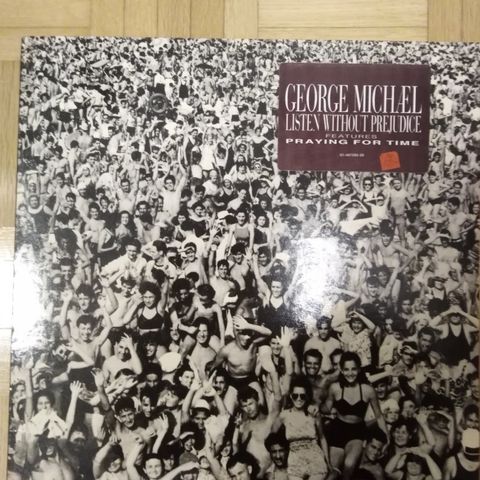 GEORGE MICHÆL
LISTEN WITHOUT PREJUDICE
FEATURES
PRAYING FOR TIME